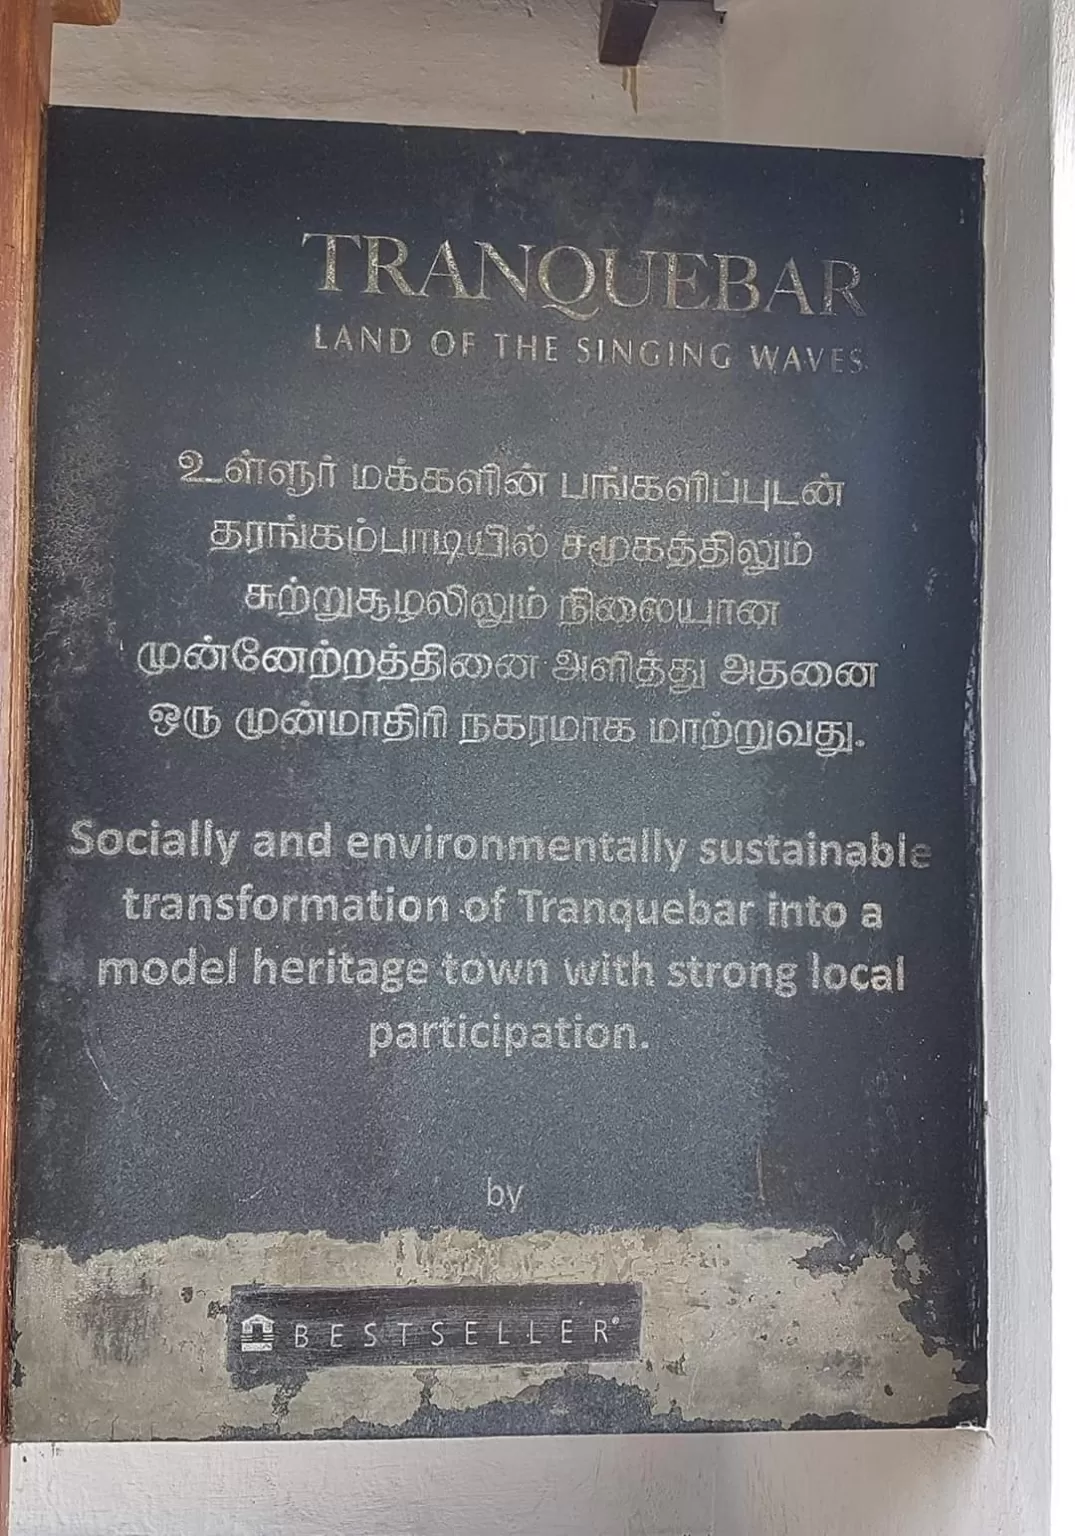 TRANQUEBAR
LAND OF THE SINGING WAVES
உள்ளூர் மக்களின் பங்களிப்புடன்
தரங்கம்பாடியில் சமூகத்திலும்
சுற்றுசூழலிலும் நிலையான
முன்னேற்றத்தினை அளித்து அதனை
ஒரு முன்மாதிரி நகரமாக மாற்றுவது.
Socially and environmentally sustainable
transformation of Tranquebar into a
model heritage town with strong local
participation.
by
BESTSELLER®